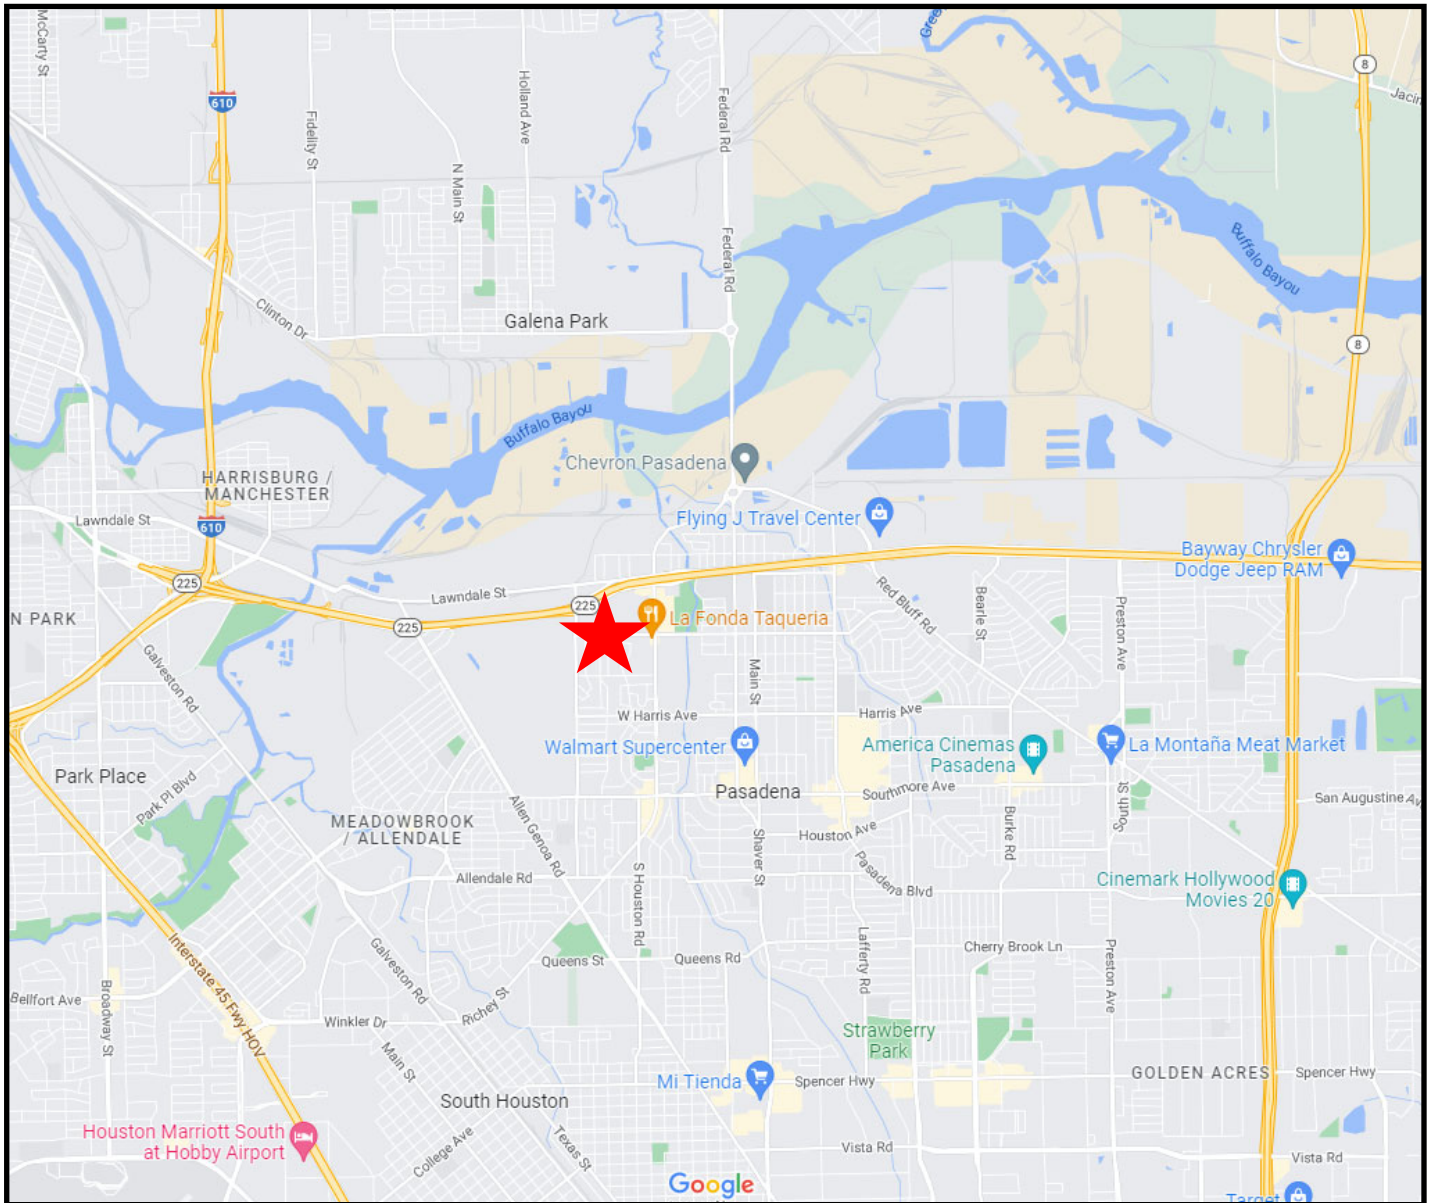 McCarty St
610
Fidelity St
Holland Ave
N Main St
Federal Rd
Gree
8
Jacin
Federal Rd
Buffalo Bayou
Clinton Dr
Galena Park
8
Buffalo Bayou
Chevron Pasadena
HARRISBURG /
MANCHESTER
Lawndale St
610
Flying J Travel Center
Bayway Chrysler
Dodge Jeep RAM
225
Lawndale St
225
225
La Fonda Taqueria
Red Bluff Rd
Bearle St
Preston Ave
N PARK
Galveston Rd
Main St
W Harris Ave
Harris Ave
Walmart Supercenter
America Cinemas
Pasadena
La Montaña Meat Market
Park Place
Park Pl Blvd
Pasadena
Southmore Ave
South St
San Augustine Av
MEADOWBROOK
/ ALLENDALE
Allen Genoa Rd
Houston Ave
Burke Rd
Shaver St
Pasadena Blvd
Allendale Rd
S Houston Rd
Cinemark Hollywood
Movies 20
Interstate 45 Fwy HOV
Galveston Rd
Queens St
Queens Rd
Lafferty Rd
Cherry Brook Ln
Preston Ave
Bellfort Ave
Broadway St
Winkler Dr
Richey St
Main St
Strawberry
Park
Mi Tienda
Spencer Hwy
GOLDEN ACRES
Spencer Hwy
South Houston
Houston Marriott South
at Hobby Airport
College Ave
Texas St
Vista Rd
Vista Rd
Google
Target